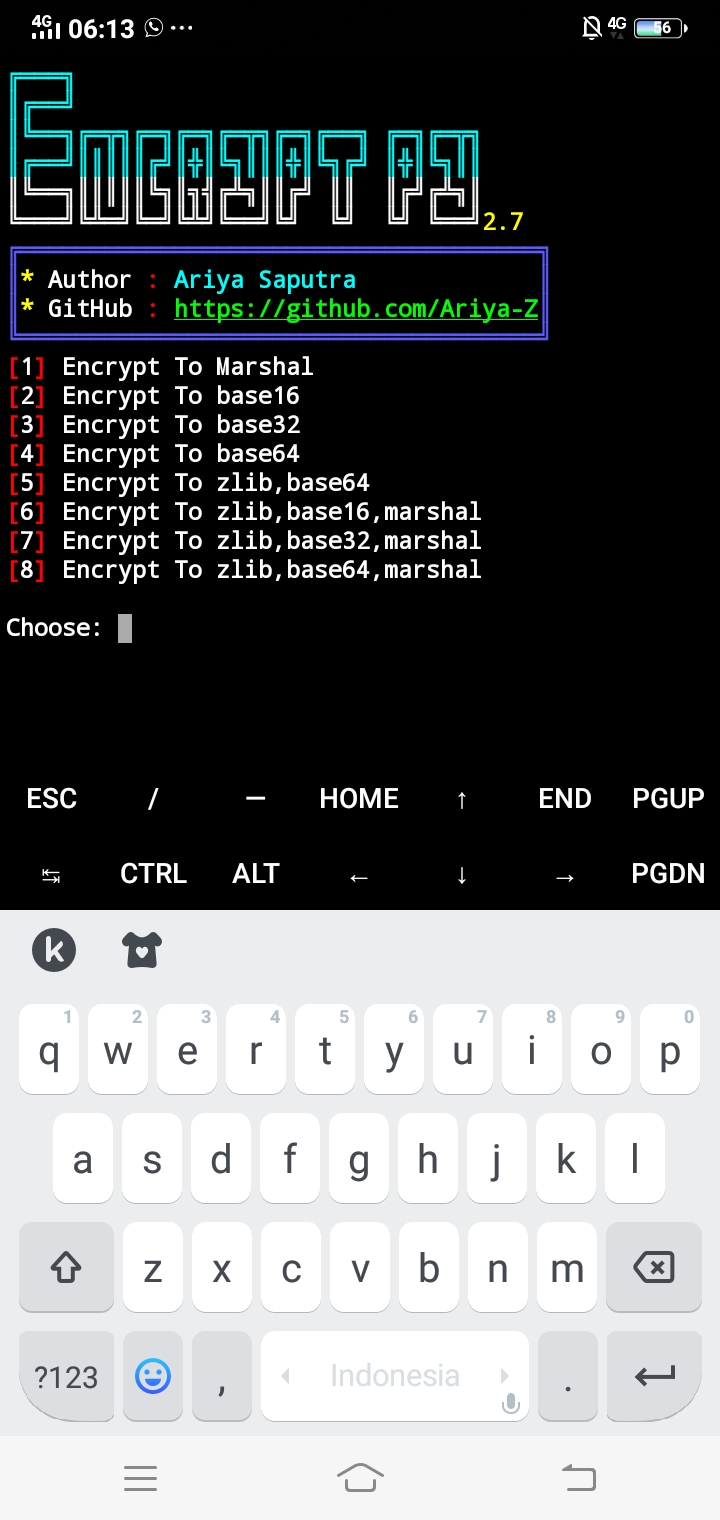 4G 06:13 ··· 4G 56
Encrypt py 2.7
* Author : Ariya Saputra
* GitHub : https://github.com/Ariya-Z
[1] Encrypt To Marshal
[2] Encrypt To base16
[3] Encrypt To base32
[4] Encrypt To base64
[5] Encrypt To zlib,base64
[6] Encrypt To zlib,base16,marshal
[7] Encrypt To zlib,base32,marshal
[8] Encrypt To zlib,base64,marshal
Choose:
ESC / — HOME ↑ END PGUP
↹ CTRL ALT ← ↓ → PGDN
k
1 2 3 4 5 6 7 8 9 0
q w e r t y u i o p
a s d f g h j k l
z x c v b n m
?123 , Indonesia .